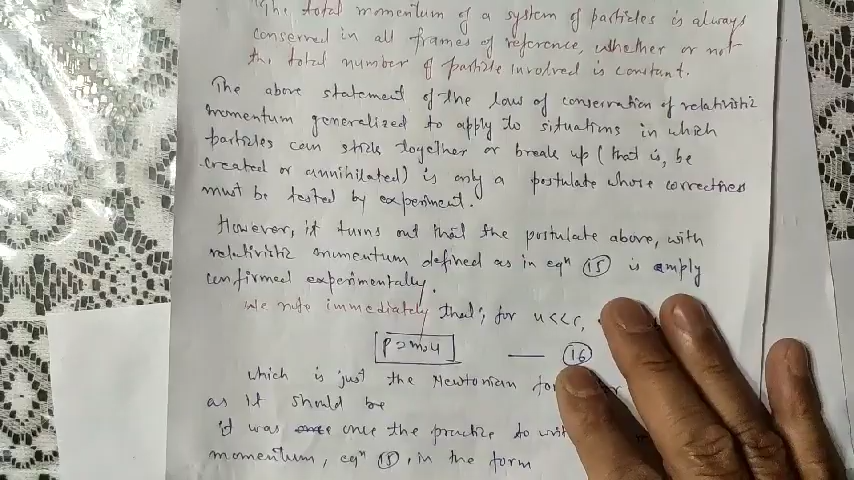 The total momentum of a system of particles is always
conserved in all frames of reference, whether or not
the total number of particle involved is constant.
The above statement of the law of conservation of relativistic
momentum generalized to apply to situations in which
particles can stick together or break up (that is, be
created or annihilated) is only a postulate whose correctness
must be tested by experiment.
However, it turns out that the postulate above, with
relativistic momentum defined as in eqn (15) is amply
confirmed experimentally.
We note immediately that, for u<<c,
p = m₀u —— (16)
which is just the Newtonian
as it should be
it was once the practice to
momentum, eqn (15), in the form